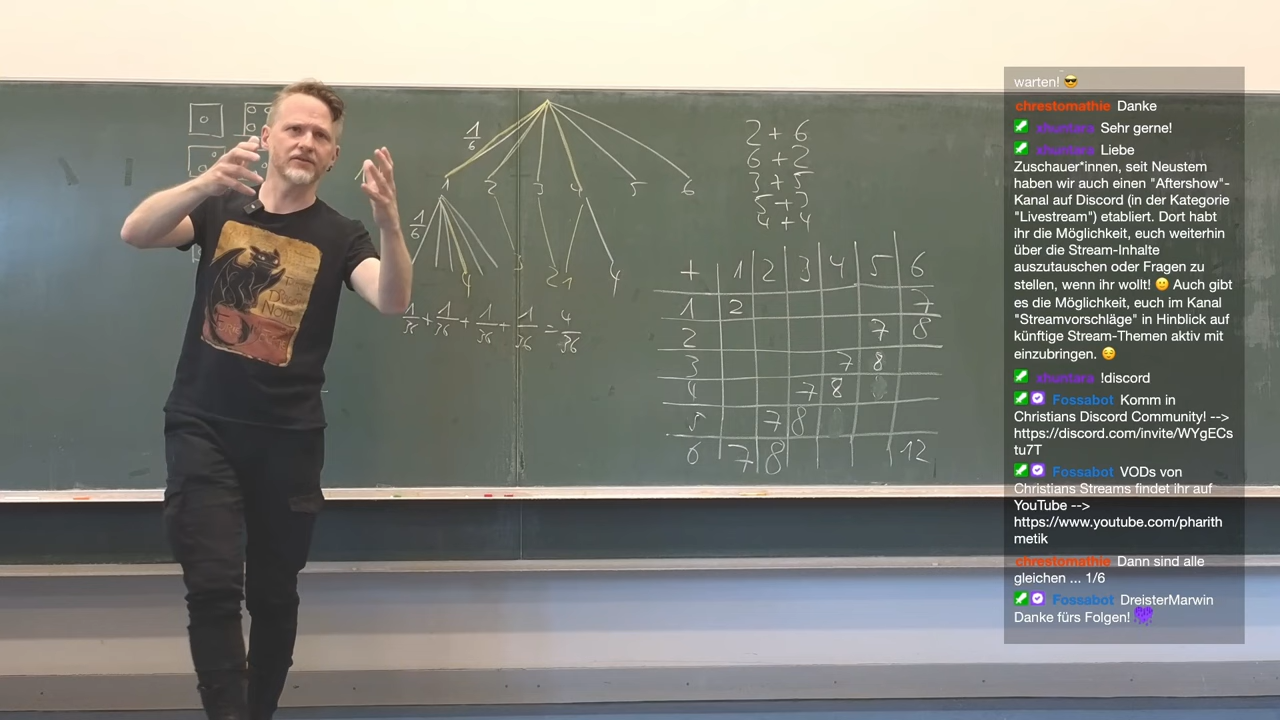 1/6
1 2 3 4 5 6
1/6
3 2 1 4
4
1/36 + 1/36 + 1/36 + 1/36 = 4/36
2 + 6
6 + 2
3 + 5
5 + 3
4 + 4
+ 1 2 3 4 5 6
1 2 7
2 7 8
3 7 8
4 7 8
5 7 8
6 7 8 12
warten! 😎
chrestomathie Danke
xhuntara Sehr gerne!
xhuntara Liebe
Zuschauer*innen, seit Neustem
haben wir auch einen "Aftershow"-
Kanal auf Discord (in der Kategorie
"Livestream") etabliert. Dort habt
ihr die Möglichkeit, euch weiterhin
über die Stream-Inhalte
auszutauschen oder Fragen zu
stellen, wenn ihr wollt! 🙂 Auch gibt
es die Möglichkeit, euch im Kanal
"Streamvorschläge" in Hinblick auf
künftige Stream-Themen aktiv mit
einzubringen. 😌
xhuntara !discord
Fossabot Komm in
Christians Discord Community! -->
https://discord.com/invite/WYgECs
tu7T
Fossabot VODs von
Christians Streams findet ihr auf
YouTube -->
https://www.youtube.com/pharith
metik
chrestomathie Dann sind alle
gleichen ... 1/6
Fossabot DreisterMarwin
Danke fürs Folgen!